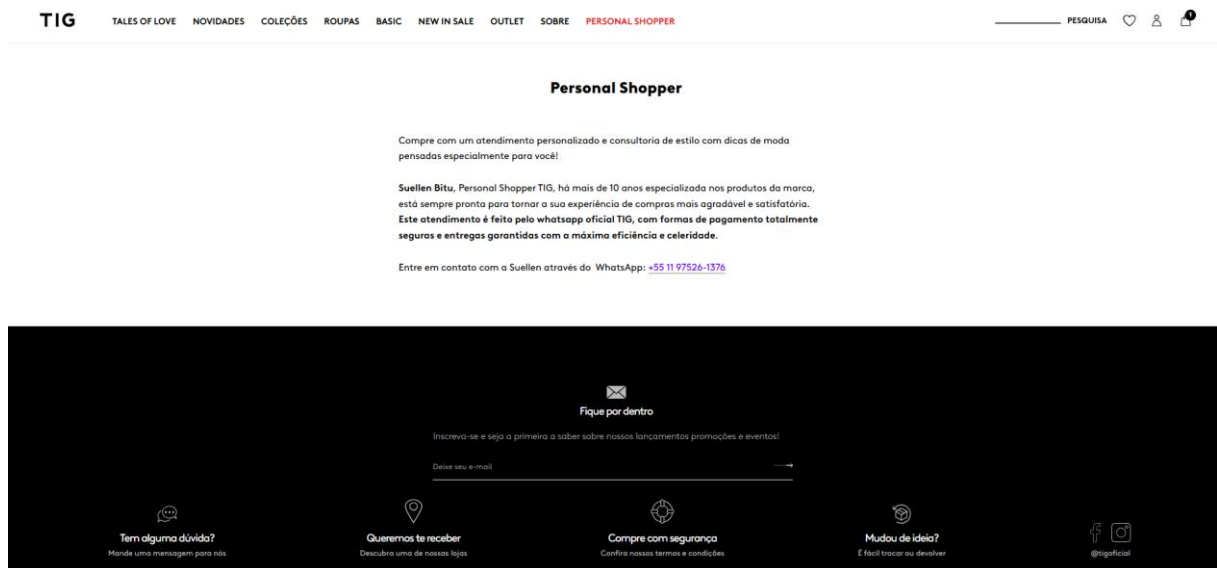 TIG TALES OF LOVE NOVIDADES COLEÇÕES ROUPAS BASIC NEW IN SALE OUTLET SOBRE PERSONAL SHOPPER PESQUISA 1
Personal Shopper
Compre com um atendimento personalizado e consultoria de estilo com dicas de moda
pensadas especialmente para você!
Suellen Bitu, Personal Shopper TIG, há mais de 10 anos especializada nos produtos da marca,
está sempre pronta para tornar a sua experiência de compras mais agradável e satisfatória.
Este atendimento é feito pelo whatsapp oficial TIG, com formas de pagamento totalmente
seguras e entregas garantidas com a máxima eficiência e celeridade.
Entre em contato com a Suellen através do WhatsApp: +55 11 97526-1376
Fique por dentro
Inscreva-se e seja a primeira a saber sobre nossos lançamentos promoções e eventos!
Deixe seu e-mail
Tem alguma dúvida? Queremos te receber Compre com segurança Mudou de ideia?
Mande uma mensagem para nós Descubra uma de nossas lojas Confira nossos termos e condições É fácil trocar ou devolver @tigoficial